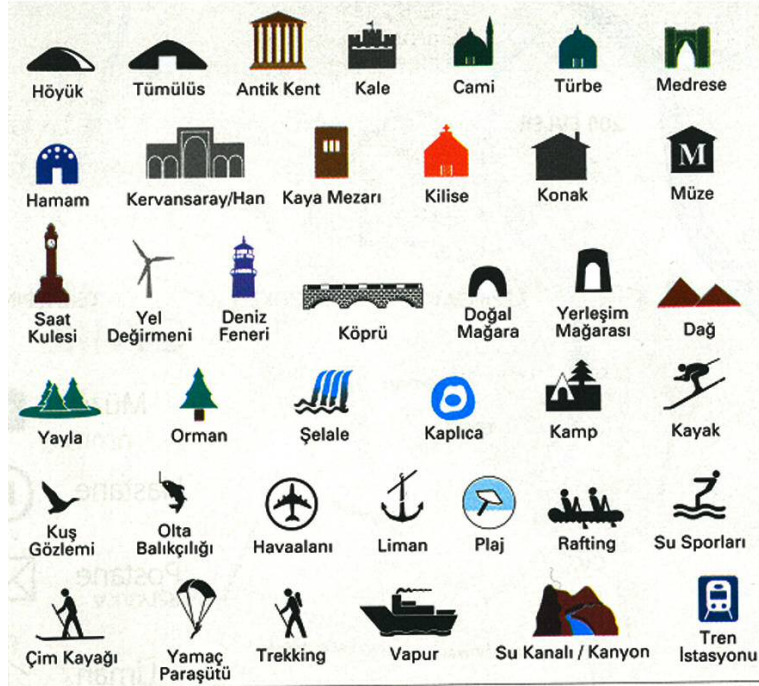 Höyük
Tümülüs
Antik Kent
Kale
Cami
Türbe
Medrese
Hamam
Kervansaray/Han
Kaya Mezarı
Kilise
Konak
M
Müze
Saat
Kulesi
Yel
Değirmeni
Deniz
Feneri
Köprü
Doğal
Mağara
Yerleşim
Mağarası
Dağ
Yayla
Orman
Şelale
Kaplıca
Kamp
Kayak
Kuş
Gözlemi
Olta
Balıkçılığı
Havaalanı
Liman
Plaj
Rafting
Su Sporları
Çim Kayağı
Yamaç
Paraşütü
Trekking
Vapur
Su Kanalı / Kanyon
Tren
İstasyonu